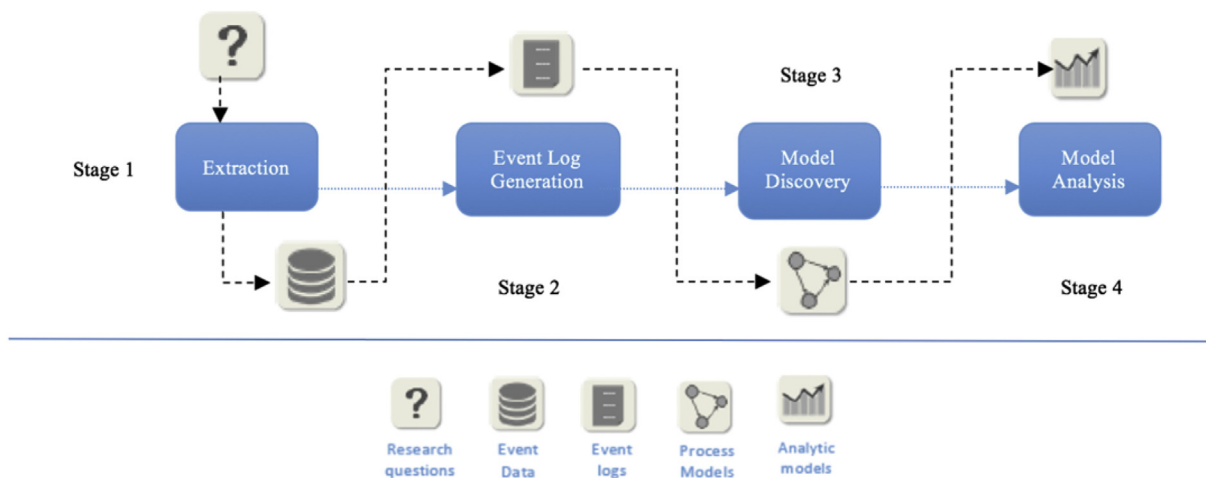 Stage 3
Stage 1
Extraction
Event Log
Generation
Model
Discovery
Model
Analysis
Stage 2
Stage 4
Research
questions
Event
Data
Event
logs
Process
Models
Analytic
models